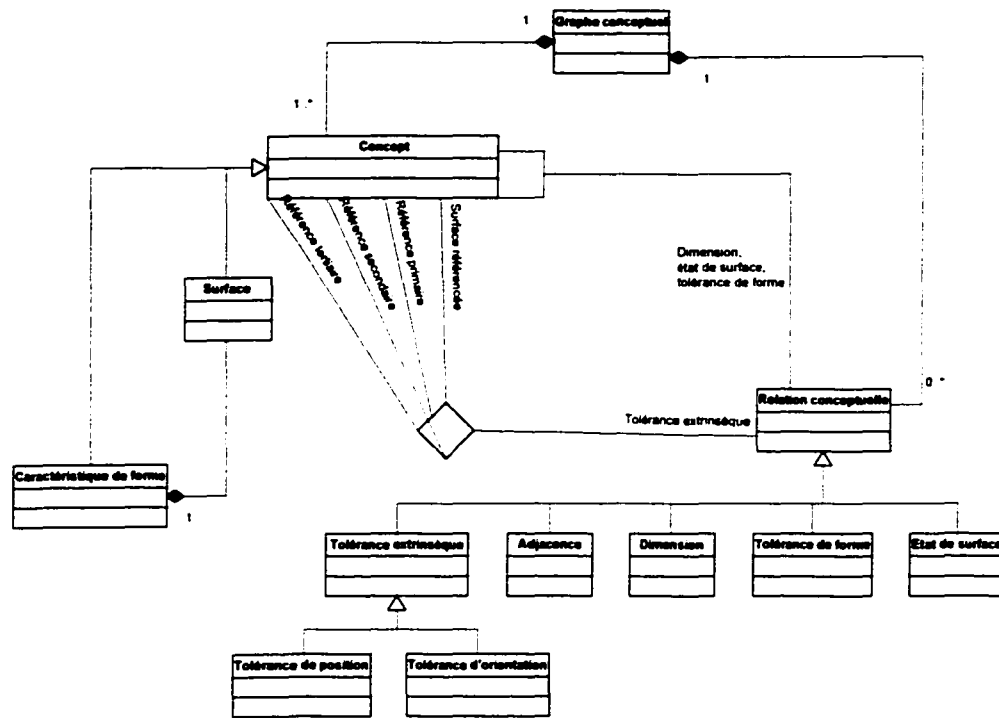 Graphe conceptuel
1
1
1..*
Concept
Référence tertiaire
Référence secondaire
Référence primaire
Surface référencée
Dimension,
état de surface,
tolérance de forme
Surface
0..*
Relation conceptuelle
Tolérance extrinsèque
Caractéristique de forme
1
Tolérance extrinsèque
Adjacence
Dimension
Tolérance de forme
Etat de surface
Tolérance de position
Tolérance d'orientation